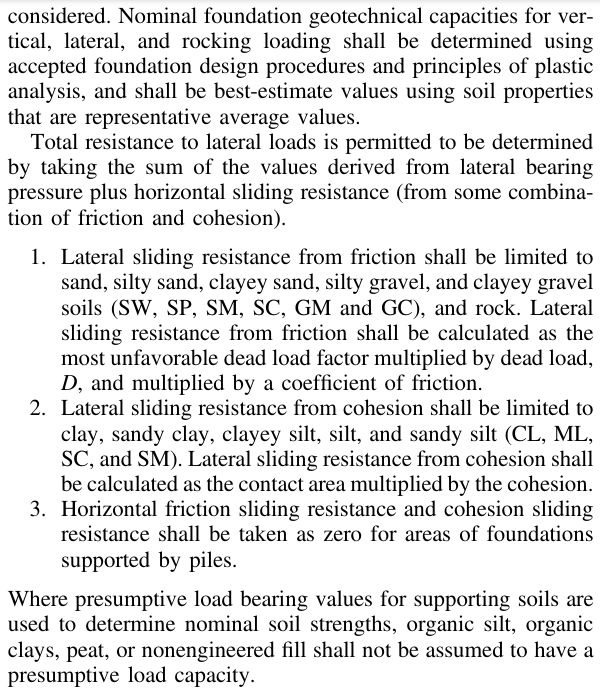 considered. Nominal foundation geotechnical capacities for ver-
tical, lateral, and rocking loading shall be determined using
accepted foundation design procedures and principles of plastic
analysis, and shall be best-estimate values using soil properties
that are representative average values.
Total resistance to lateral loads is permitted to be determined
by taking the sum of the values derived from lateral bearing
pressure plus horizontal sliding resistance (from some combina-
tion of friction and cohesion).
1. Lateral sliding resistance from friction shall be limited to
sand, silty sand, clayey sand, silty gravel, and clayey gravel
soils (SW, SP, SM, SC, GM and GC), and rock. Lateral
sliding resistance from friction shall be calculated as the
most unfavorable dead load factor multiplied by dead load,
D, and multiplied by a coefficient of friction.
2. Lateral sliding resistance from cohesion shall be limited to
clay, sandy clay, clayey silt, silt, and sandy silt (CL, ML,
SC, and SM). Lateral sliding resistance from cohesion shall
be calculated as the contact area multiplied by the cohesion.
3. Horizontal friction sliding resistance and cohesion sliding
resistance shall be taken as zero for areas of foundations
supported by piles.
Where presumptive load bearing values for supporting soils are
used to determine nominal soil strengths, organic silt, organic
clays, peat, or nonengineered fill shall not be assumed to have a
presumptive load capacity.